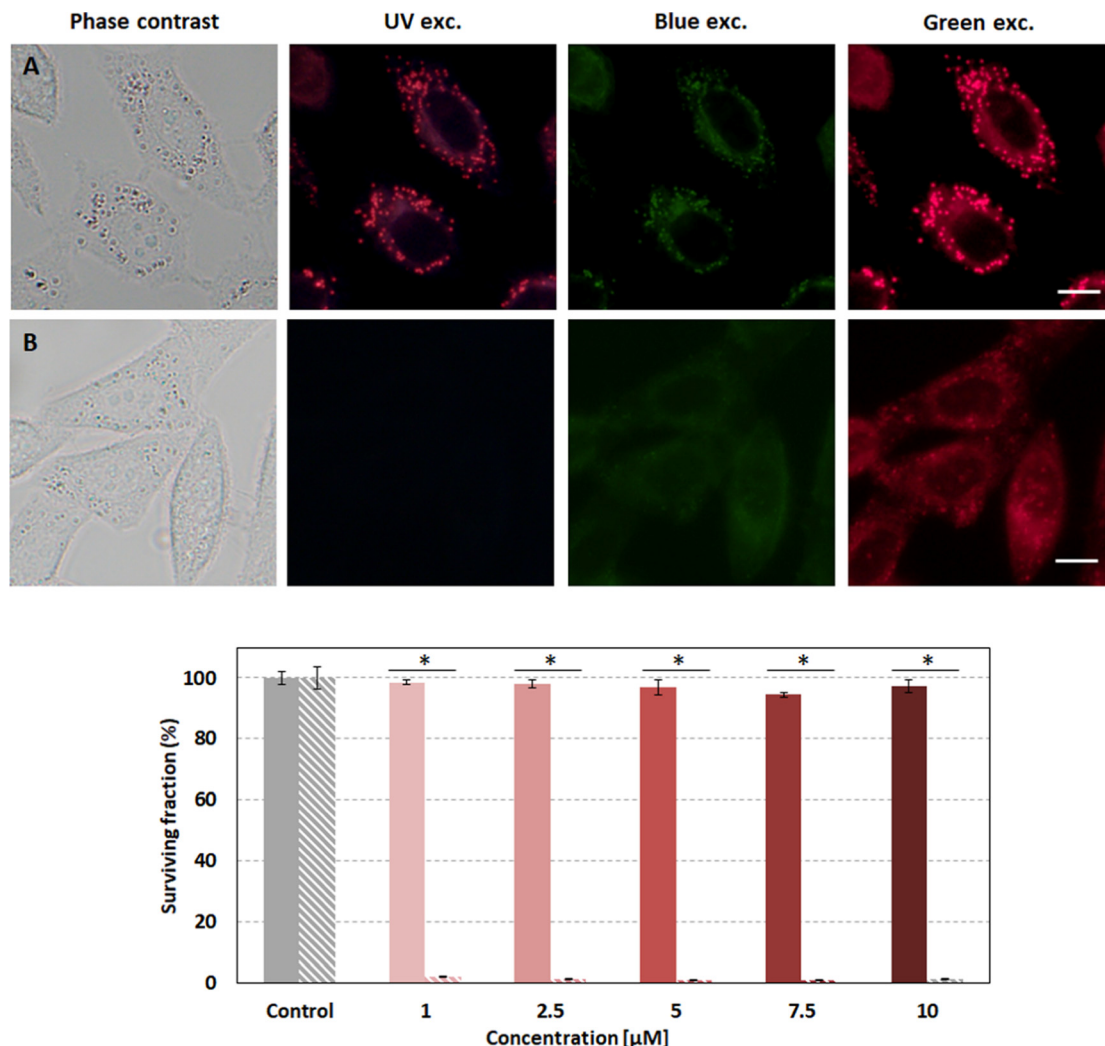 Phase contrast UV exc. Blue exc. Green exc.
A
B
* * * * *
100
80
60
40
20
0
Surviving fraction (%)
Control 1 2.5 5 7.5 10
Concentration [µM]